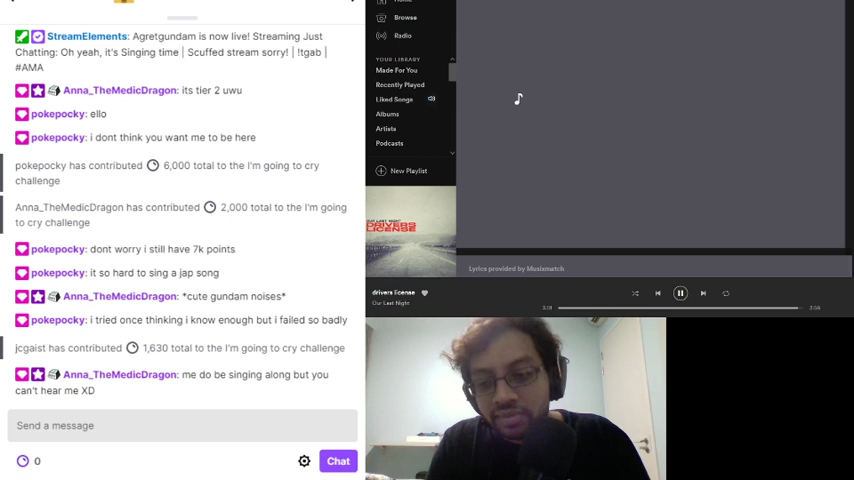 StreamElements: Agretgundam is now live! Streaming Just
Chatting: Oh yeah, it's Singing time | Scuffed stream sorry! | !tgab |
#AMA
Anna_TheMedicDragon: its tier 2 uwu
pokepocky: ello
pokepocky: i dont think you want me to be here
pokepocky has contributed 6,000 total to the I'm going to cry
challenge
Anna_TheMedicDragon has contributed 2,000 total to the I'm going
to cry challenge
pokepocky: dont worry i still have 7k points
pokepocky: it so hard to sing a jap song
Anna_TheMedicDragon: *cute gundam noises*
pokepocky: i tried once thinking i know enough but i failed so badly
jcgaist has contributed 1,630 total to the I'm going to cry challenge
Anna_TheMedicDragon: me do be singing along but you
can't hear me XD
Send a message
0
Chat
Browse
Radio
YOUR LIBRARY
Made For You
Recently Played
Liked Songs
Albums
Artists
Podcasts
New Playlist
OUR LAST NIGHT
DRIVERS
LICENSE
Lyrics provided by Musixmatch
drivers license
Our Last Night